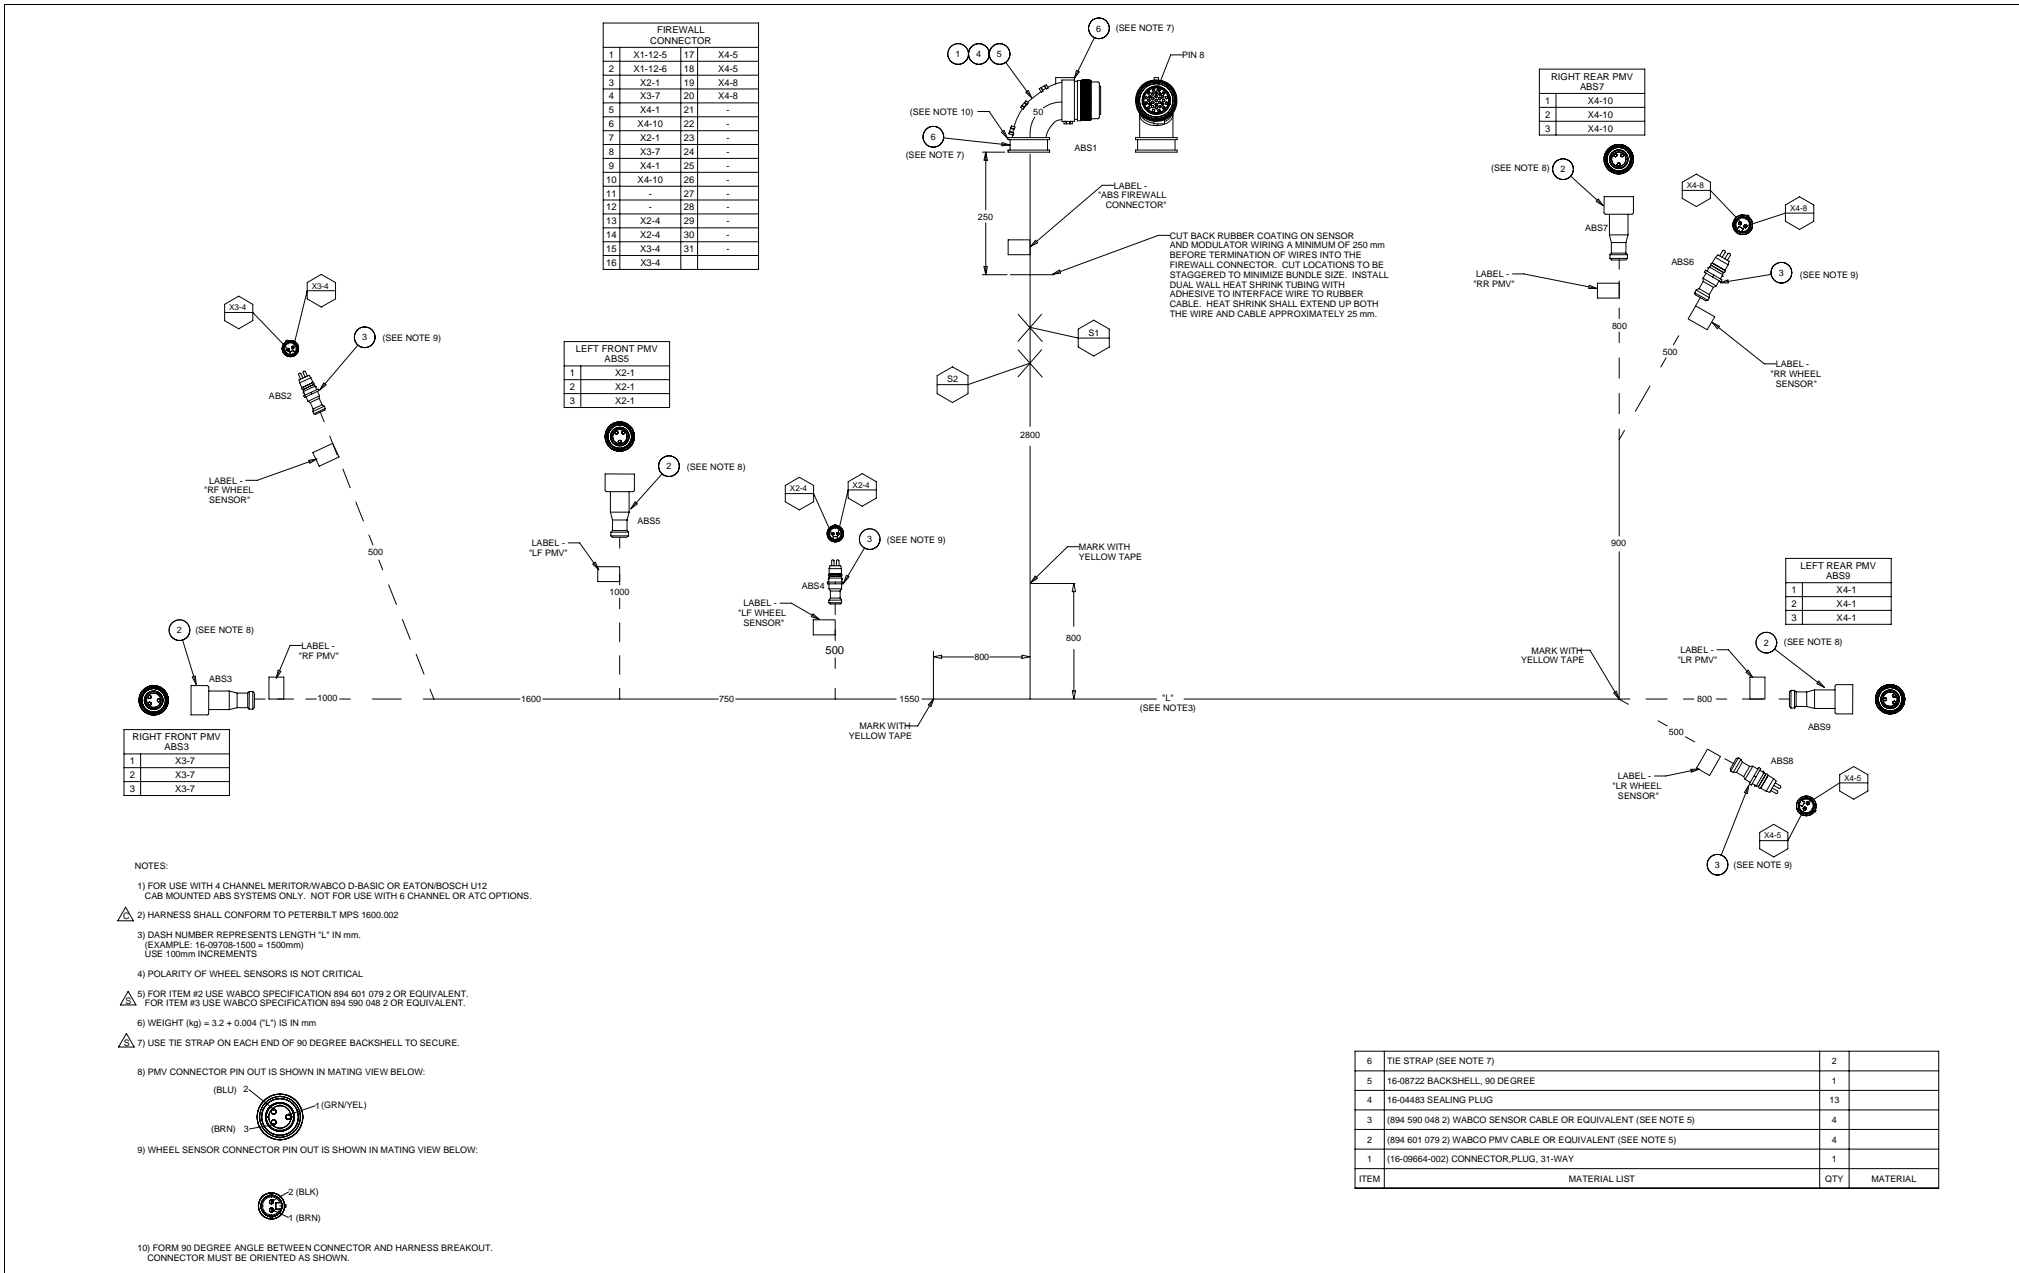 FIREWALL
CONNECTOR
1 X1-12-5 17 X4-5
2 X1-12-6 18 X4-5
3 X2-1 19 X4-8
4 X3-7 20 X4-8
5 X4-1 21 -
6 X4-10 22 -
7 X2-1 23 -
8 X3-7 24 -
9 X4-1 25 -
10 X4-10 26 -
11 - 27 -
12 - 28 -
13 X2-4 29 -
14 X2-4 30 -
15 X3-4 31 -
16 X3-4
6 (SEE NOTE 7)
1 4 5
PIN 8
(SEE NOTE 10)
50
6
(SEE NOTE 7)
ABS1
250
LABEL -
"ABS FIREWALL
CONNECTOR"
CUT BACK RUBBER COATING ON SENSOR
AND MODULATOR WIRING A MINIMUM OF 250 mm
BEFORE TERMINATION OF WIRES INTO THE
FIREWALL CONNECTOR. CUT LOCATIONS TO BE
STAGGERED TO MINIMIZE BUNDLE SIZE. INSTALL
DUAL WALL HEAT SHRINK TUBING WITH
ADHESIVE TO INTERFACE WIRE TO RUBBER
CABLE. HEAT SHRINK SHALL EXTEND UP BOTH
THE WIRE AND CABLE APPROXIMATELY 25 mm.
S1
S2
2800
MARK WITH
YELLOW TAPE
800
800
RIGHT REAR PMV
ABS7
1 X4-10
2 X4-10
3 X4-10
(SEE NOTE 8) 2
ABS7
LABEL -
"RR PMV"
800
X4-8
X4-8
ABS6
3 (SEE NOTE 9)
500
LABEL -
"RR WHEEL
SENSOR"
900
X3-4
X3-4
3 (SEE NOTE 9)
ABS2
LABEL -
"RF WHEEL
SENSOR"
500
LEFT FRONT PMV
ABS5
1 X2-1
2 X2-1
3 X2-1
2 (SEE NOTE 8)
ABS5
LABEL -
"LF PMV"
1000
X2-4
X2-4
3 (SEE NOTE 9)
ABS4
LABEL -
"LF WHEEL
SENSOR"
500
2 (SEE NOTE 8)
LABEL -
"RF PMV"
ABS3
1000
1600
750
1550
MARK WITH
YELLOW TAPE
"L"
(SEE NOTE3)
RIGHT FRONT PMV
ABS3
1 X3-7
2 X3-7
3 X3-7
LEFT REAR PMV
ABS9
1 X4-1
2 X4-1
3 X4-1
2 (SEE NOTE 8)
MARK WITH
YELLOW TAPE
LABEL -
"LR PMV"
800
ABS9
500
ABS8
LABEL -
"LR WHEEL
SENSOR"
X4-5
X4-5
3 (SEE NOTE 9)
NOTES:
1) FOR USE WITH 4 CHANNEL MERITOR/WABCO D-BASIC OR EATON/BOSCH U12
CAB MOUNTED ABS SYSTEMS ONLY. NOT FOR USE WITH 6 CHANNEL OR ATC OPTIONS.
C 2) HARNESS SHALL CONFORM TO PETERBILT MPS 1600.002
3) DASH NUMBER REPRESENTS LENGTH "L" IN mm.
(EXAMPLE: 16-09708-1500 = 1500mm)
USE 100mm INCREMENTS
4) POLARITY OF WHEEL SENSORS IS NOT CRITICAL
S 5) FOR ITEM #2 USE WABCO SPECIFICATION 894 601 079 2 OR EQUIVALENT.
FOR ITEM #3 USE WABCO SPECIFICATION 894 590 048 2 OR EQUIVALENT.
6) WEIGHT (kg) = 3.2 + 0.004 ("L") IS IN mm
S 7) USE TIE STRAP ON EACH END OF 90 DEGREE BACKSHELL TO SECURE.
8) PMV CONNECTOR PIN OUT IS SHOWN IN MATING VIEW BELOW:
(BLU) 2
1 (GRN/YEL)
(BRN) 3
9) WHEEL SENSOR CONNECTOR PIN OUT IS SHOWN IN MATING VIEW BELOW:
2 (BLK)
1 (BRN)
10) FORM 90 DEGREE ANGLE BETWEEN CONNECTOR AND HARNESS BREAKOUT.
CONNECTOR MUST BE ORIENTED AS SHOWN.
6 TIE STRAP (SEE NOTE 7) 2
5 16-08722 BACKSHELL, 90 DEGREE 1
4 16-04483 SEALING PLUG 13
3 (894 590 048 2) WABCO SENSOR CABLE OR EQUIVALENT (SEE NOTE 5) 4
2 (894 601 079 2) WABCO PMV CABLE OR EQUIVALENT (SEE NOTE 5) 4
1 (16-09664-002) CONNECTOR,PLUG, 31-WAY 1
ITEM MATERIAL LIST QTY MATERIAL